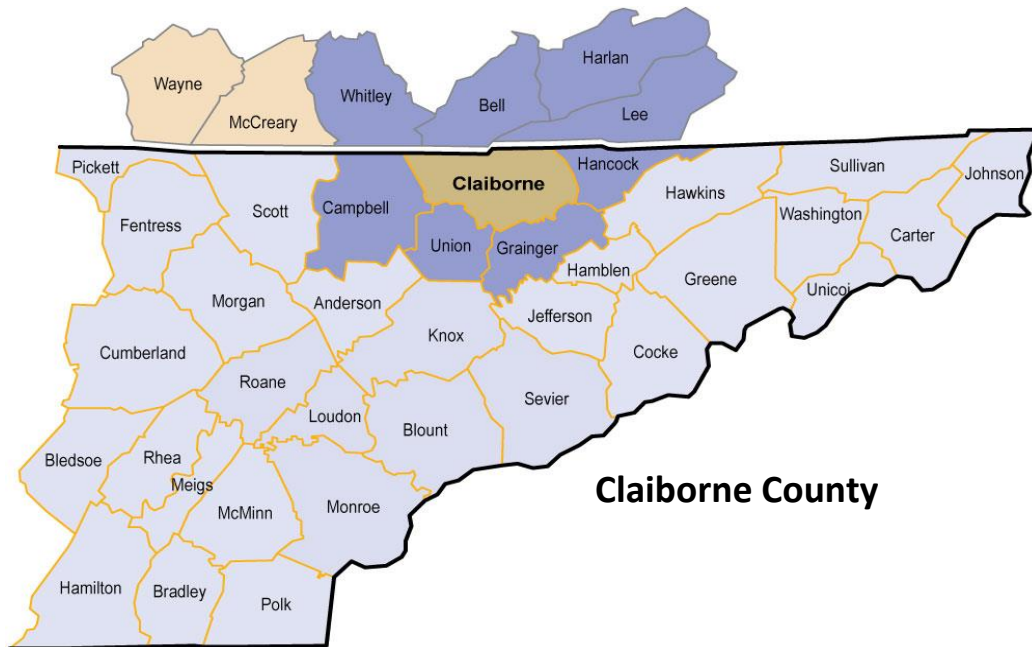 Harlan
Wayne
Whitley
Bell
Lee
McCreary
Pickett
Hancock
Sullivan
Johnson
Claiborne
Hawkins
Campbell
Scott
Washington
Fentress
Carter
Union
Grainger
Hamblen
Greene
Unicoi
Morgan
Anderson
Jefferson
Knox
Cocke
Cumberland
Roane
Sevier
Loudon
Blount
Rhea
Bledsoe
Meigs
Claiborne County
Monroe
McMinn
Hamilton
Bradley
Polk